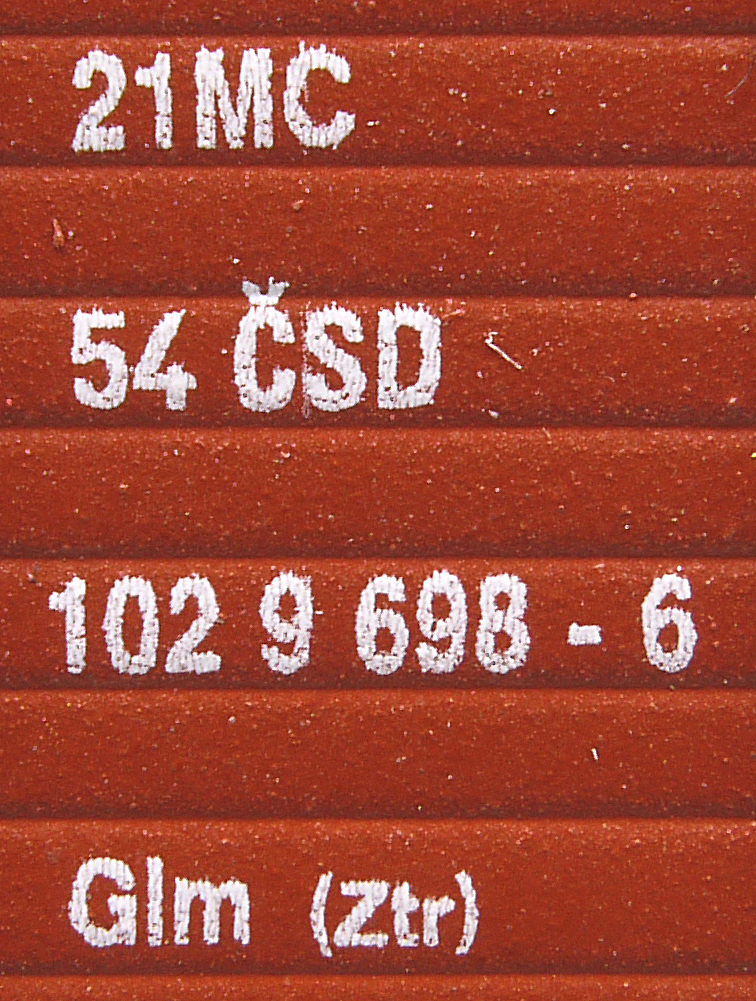 21MC
54 ČSD
102 9 698 - 6
Glm (Ztr)